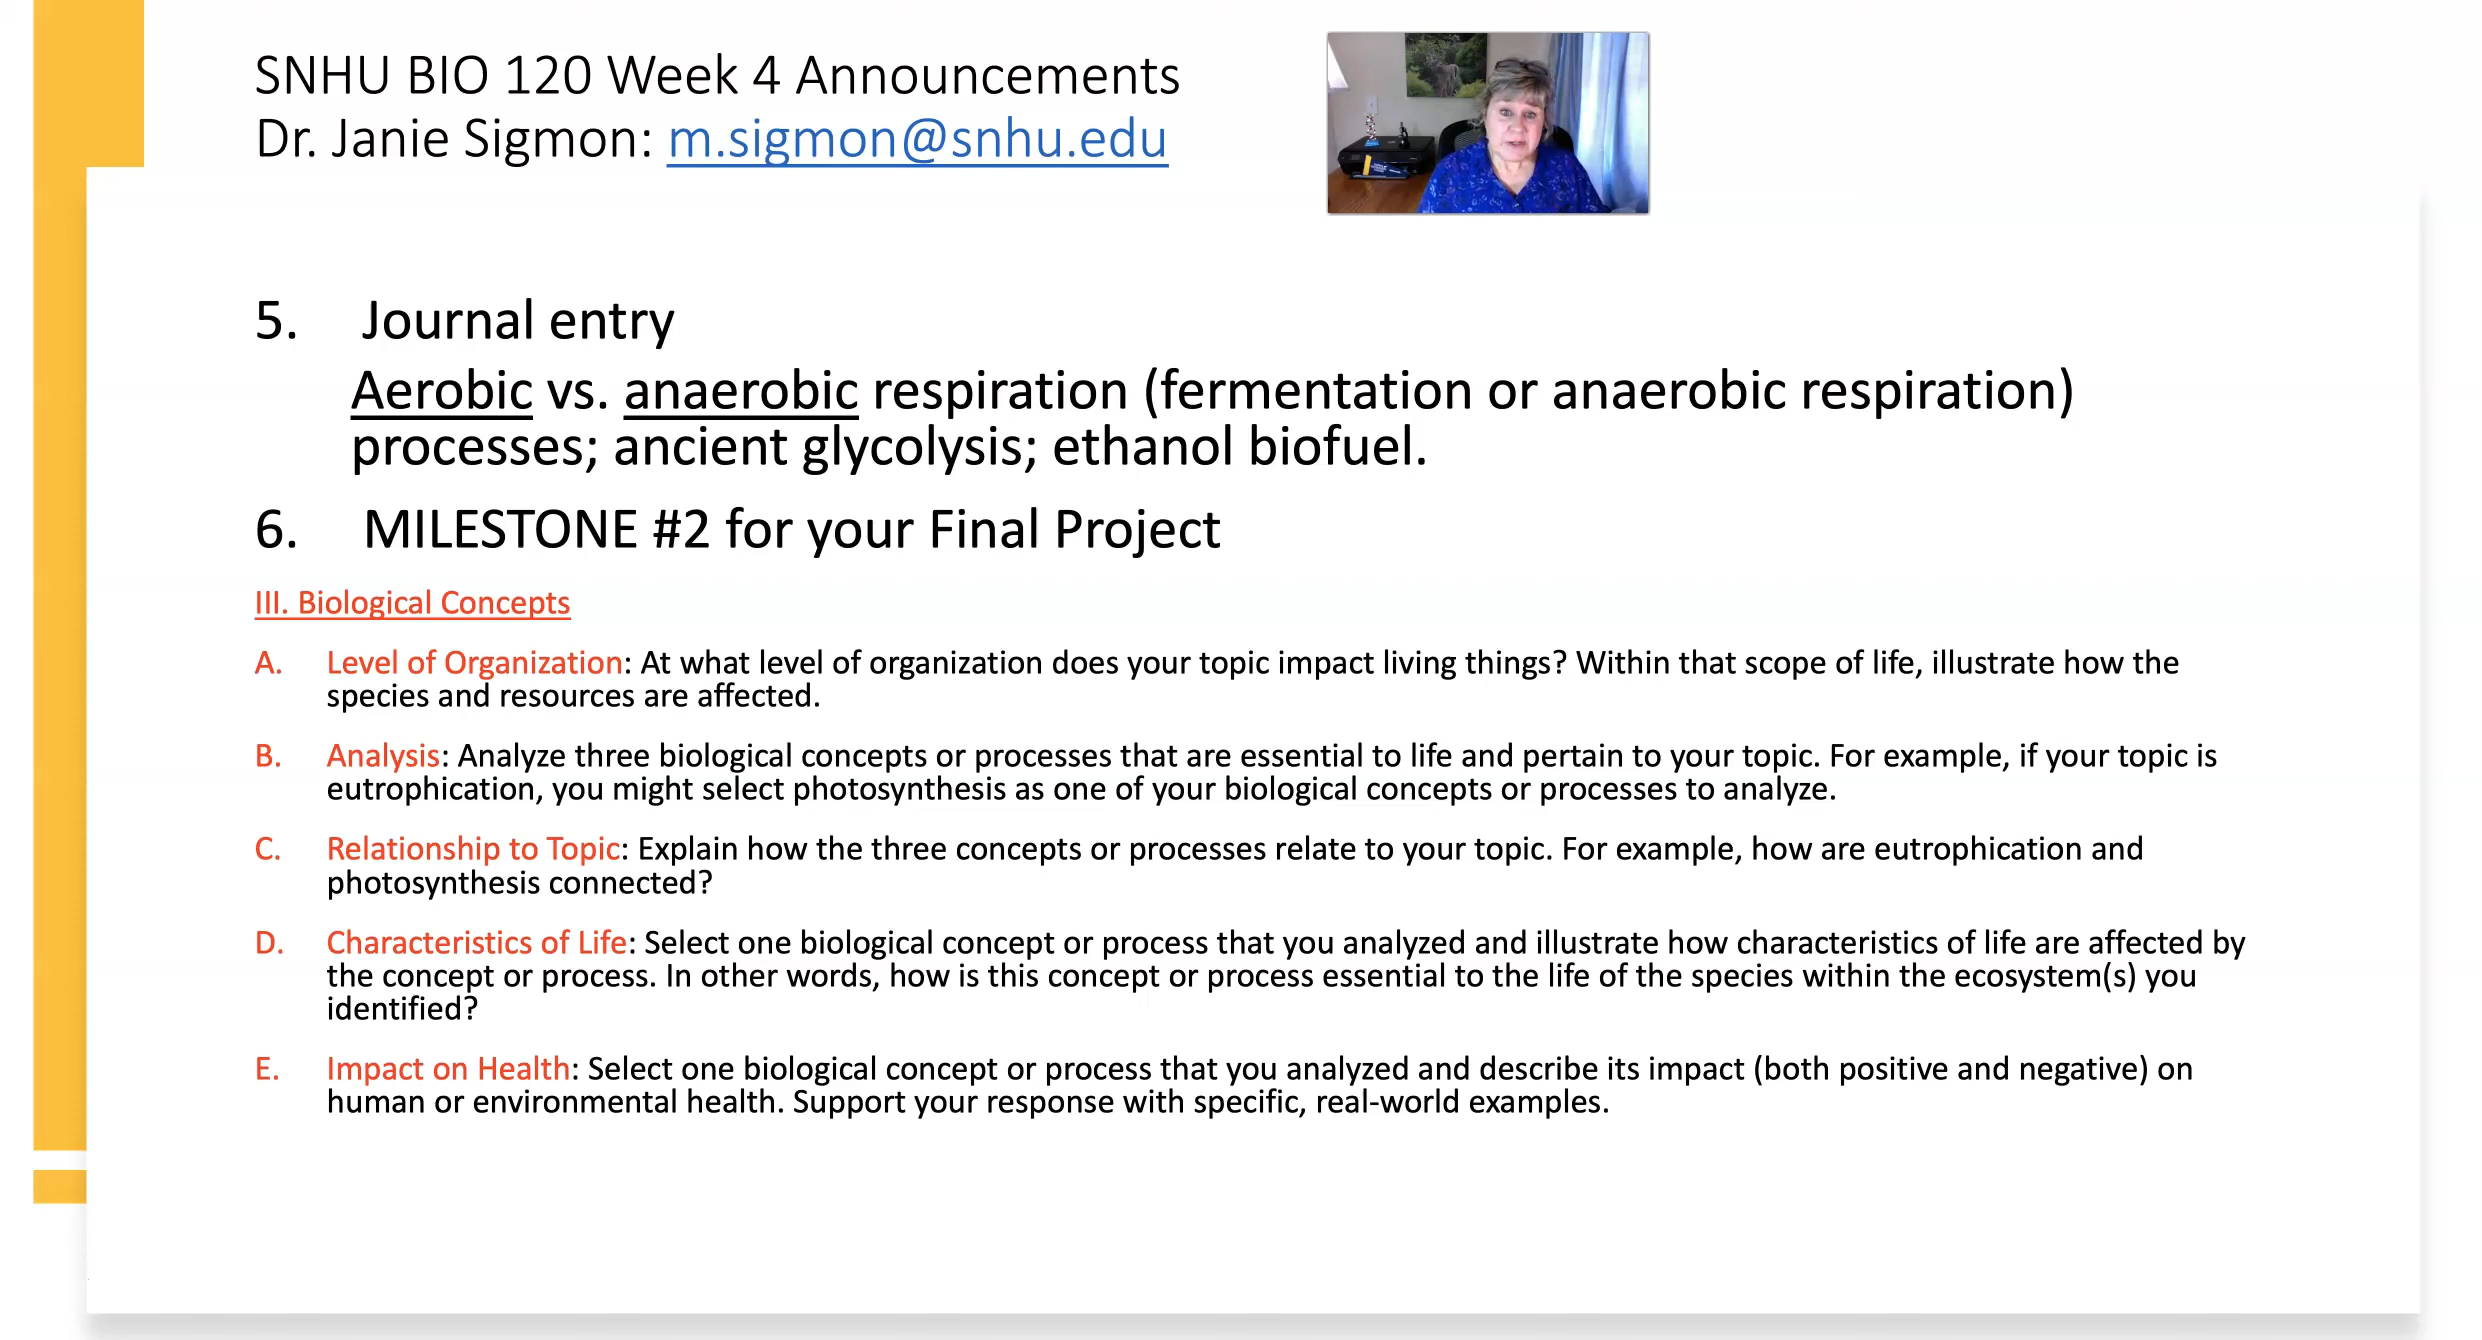 SNHU BIO 120 Week 4 Announcements
Dr. Janie Sigmon: m.sigmon@snhu.edu
5. Journal entry
Aerobic vs. anaerobic respiration (fermentation or anaerobic respiration)
processes; ancient glycolysis; ethanol biofuel.
6. MILESTONE #2 for your Final Project
III. Biological Concepts
A. Level of Organization: At what level of organization does your topic impact living things? Within that scope of life, illustrate how the
species and resources are affected.
B. Analysis: Analyze three biological concepts or processes that are essential to life and pertain to your topic. For example, if your topic is
eutrophication, you might select photosynthesis as one of your biological concepts or processes to analyze.
C. Relationship to Topic: Explain how the three concepts or processes relate to your topic. For example, how are eutrophication and
photosynthesis connected?
D. Characteristics of Life: Select one biological concept or process that you analyzed and illustrate how characteristics of life are affected by
the concept or process. In other words, how is this concept or process essential to the life of the species within the ecosystem(s) you
identified?
E. Impact on Health: Select one biological concept or process that you analyzed and describe its impact (both positive and negative) on
human or environmental health. Support your response with specific, real-world examples.